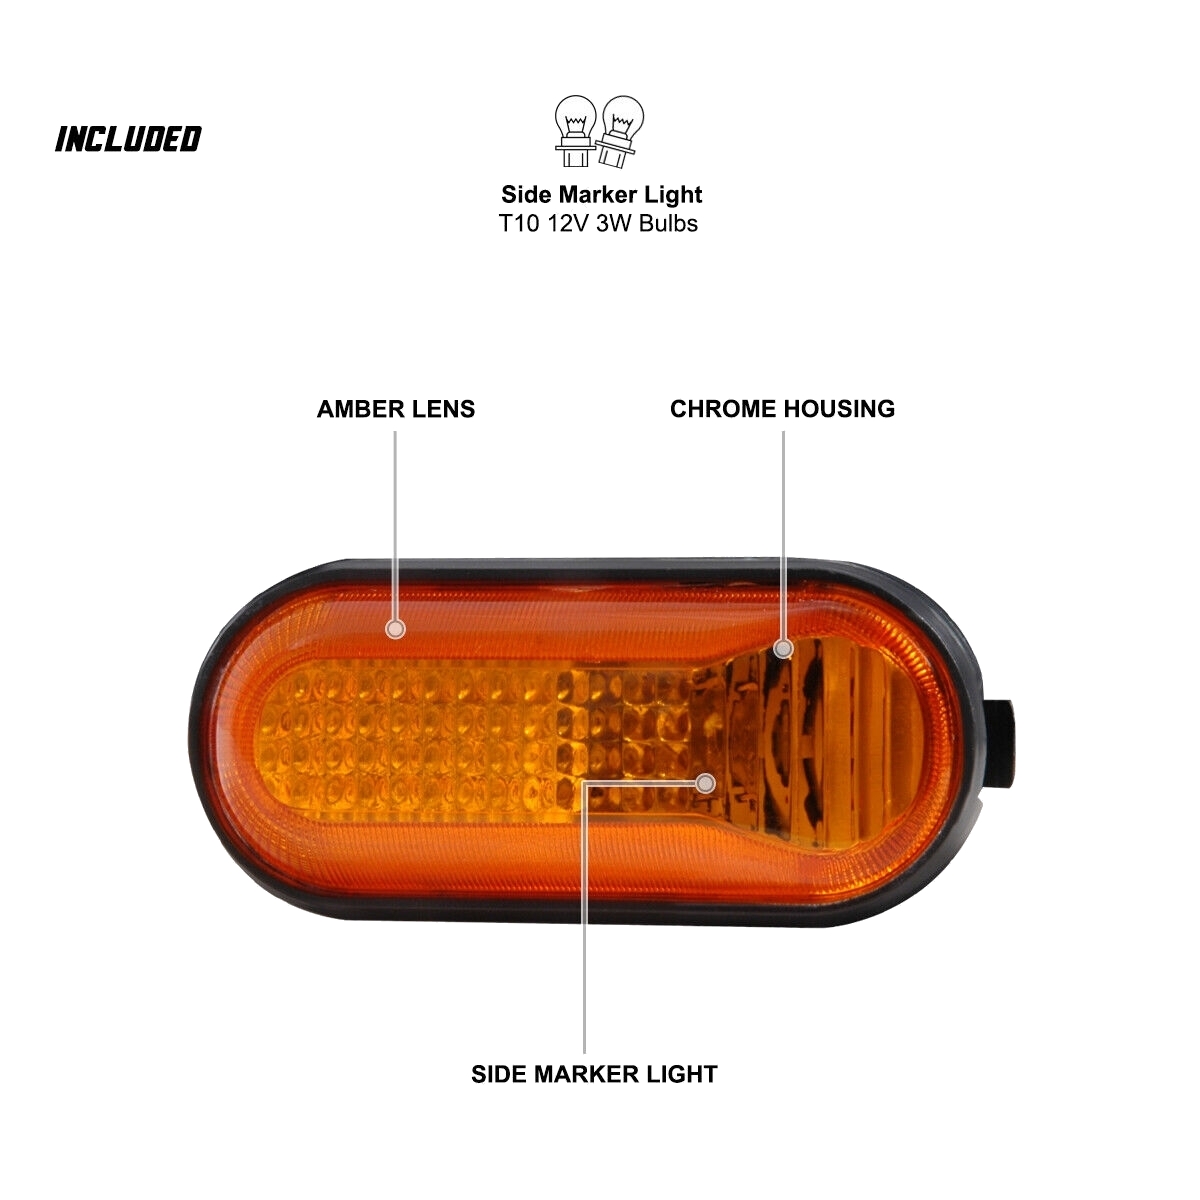 INCLUDED
Side Marker Light
T10 12V 3W Bulbs
AMBER LENS
CHROME HOUSING
SIDE MARKER LIGHT